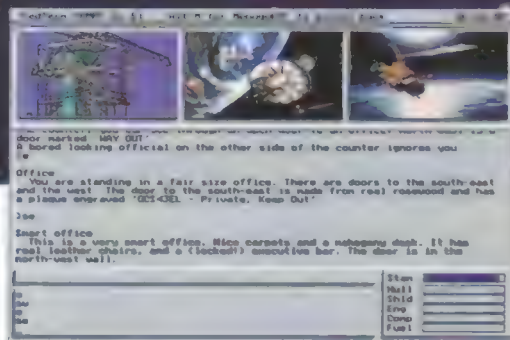 door marked 'WAY OUT'
A bored looking official on the other side of the counter ignores you
Office
You are standing in a fair size office. There are doors to the south-east
and the west. The door to the south-east is made from real rosewood and has
a plaque engraved - Private, Keep Out'
>se
Smart office
This is a very smart office. Nice carpets and a mahogany desk. It has
real leather chairs, and a (locked!) executive bar. The door is in the
north-west wall.
sw
e
se
Stam
Hull
Shld
Eng
Comp
Fuel